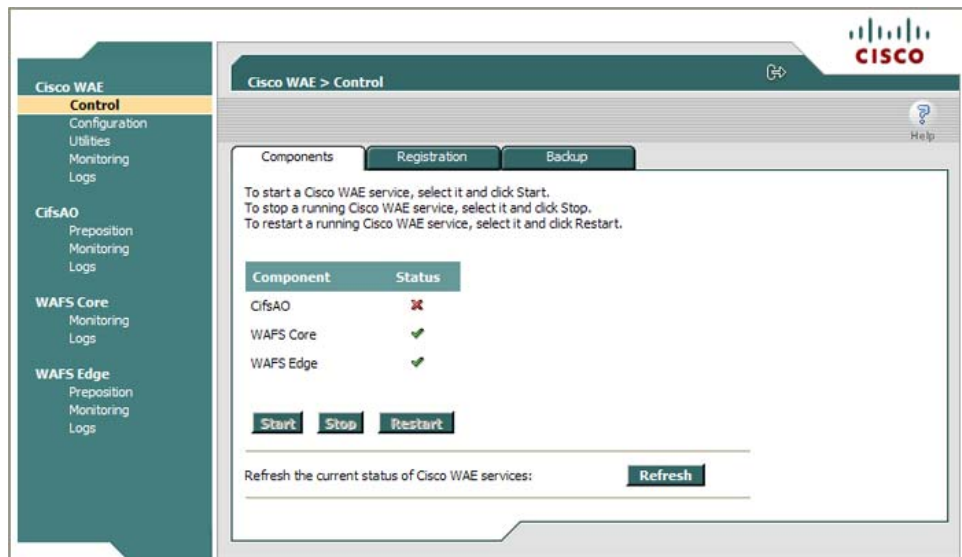 CISCO
Cisco WAE
Control
Configuration
Utilities
Monitoring
Logs
CifsAO
Preposition
Monitoring
Logs
WAFS Core
Monitoring
Logs
WAFS Edge
Preposition
Monitoring
Logs
Cisco WAE > Control
? Help
Components Registration Backup
To start a Cisco WAE service, select it and click Start.
To stop a running Cisco WAE service, select it and click Stop.
To restart a running Cisco WAE service, select it and click Restart.
Component Status
CifsAO
WAFS Core
WAFS Edge
Start Stop Restart
Refresh the current status of Cisco WAE services: Refresh